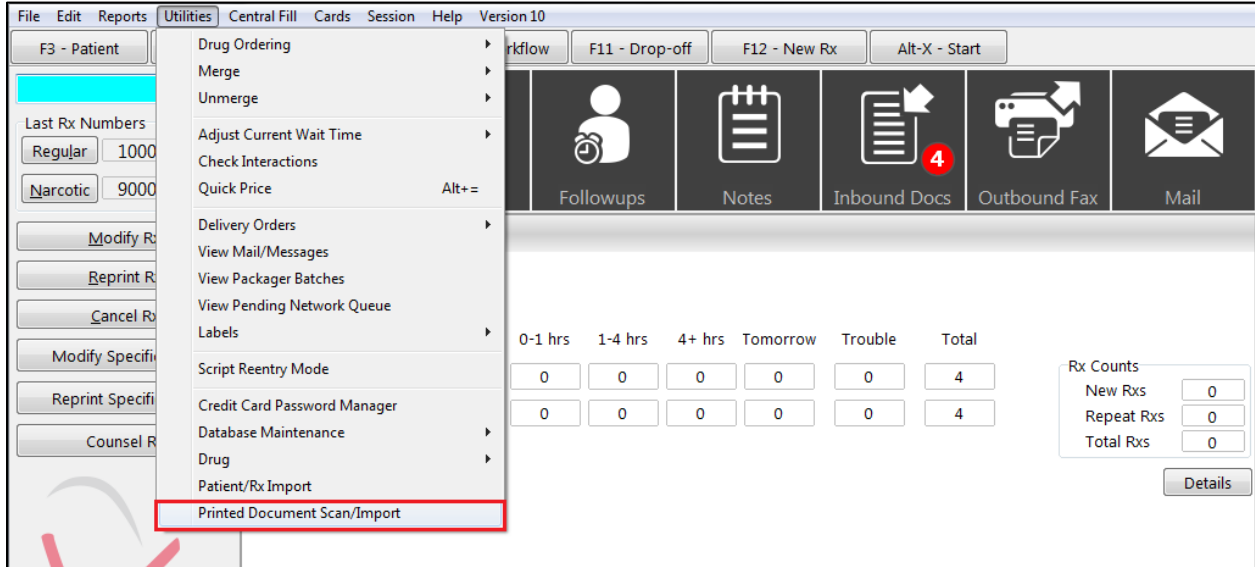 File Edit Reports Utilities Central Fill Cards Session Help Version 10
F3 - Patient F11 - Drop-off F12 - New Rx Alt-X - Start
Drug Ordering
Merge
Unmerge
Adjust Current Wait Time
Check Interactions
Quick Price Alt+=
Delivery Orders
View Mail/Messages
View Packager Batches
View Pending Network Queue
Labels
Script Reentry Mode
Credit Card Password Manager
Database Maintenance
Drug
Patient/Rx Import
Printed Document Scan/Import
Last Rx Numbers
Regular 1000
Narcotic 9000
Modify R
Reprint R
Cancel R
Modify Specifi
Reprint Specifi
Counsel R
4
Followups Notes Inbound Docs Outbound Fax Mail
0-1 hrs 1-4 hrs 4+ hrs Tomorrow Trouble Total
0 0 0 0 0 4
0 0 0 0 0 4
Rx Counts
New Rxs 0
Repeat Rxs 0
Total Rxs 0
Details